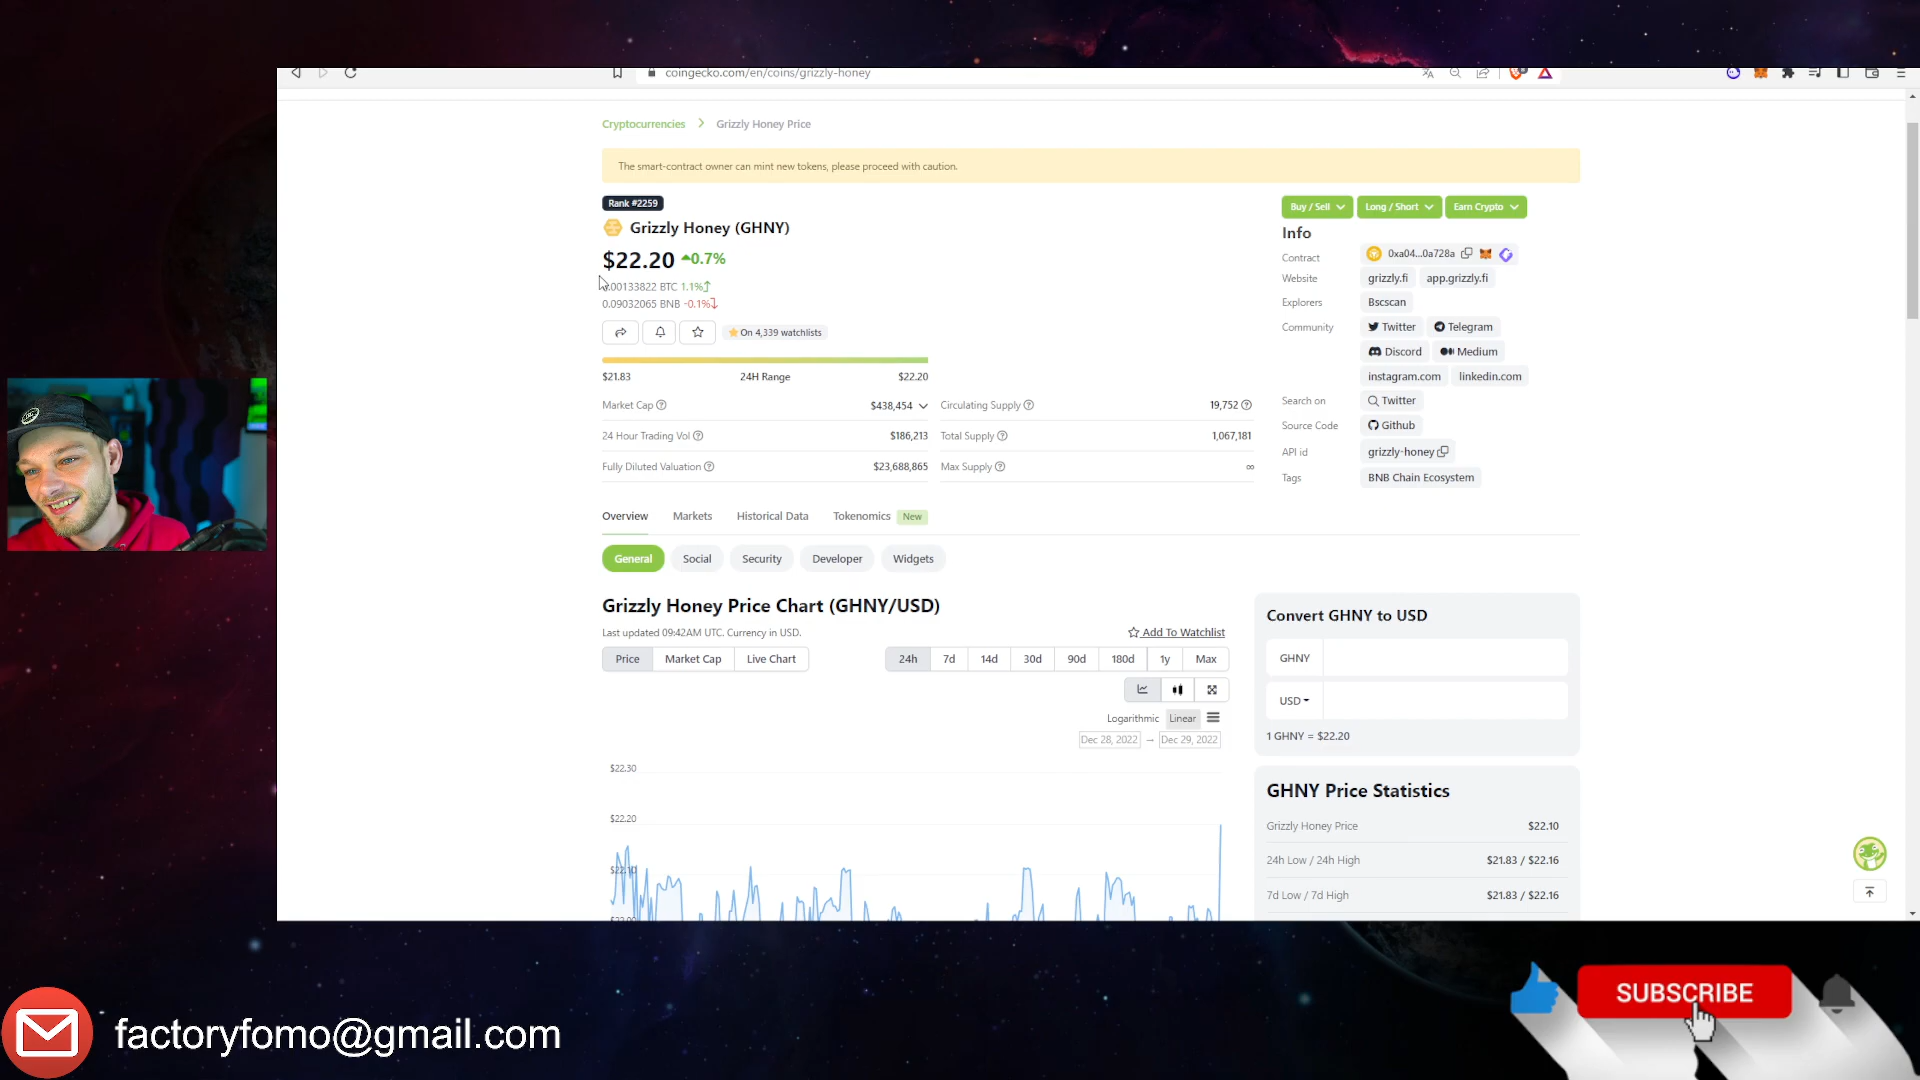 coingecko.com/en/coins/grizzly-honey
Cryptocurrencies > Grizzly Honey Price
The smart-contract owner can mint new tokens, please proceed with caution.
Rank #2259
Grizzly Honey (GHNY)
$22.20 0.7%
.00133822 BTC 1.1%
0.09032065 BNB -0.1%
On 4,339 watchlists
$21.83 24H Range $22.20
Market Cap $438,454
24 Hour Trading Vol $186,213
Fully Diluted Valuation $23,688,865
Circulating Supply 19,752
Total Supply 1,067,181
Max Supply ∞
Buy / Sell Long / Short Earn Crypto
Info
Contract 0xa04...0a728a
Website grizzly.fi app.grizzly.fi
Explorers Bscscan
Community Twitter Telegram
Discord Medium
instagram.com linkedin.com
Search on Twitter
Source Code Github
API id grizzly-honey
Tags BNB Chain Ecosystem
Overview Markets Historical Data Tokenomics New
General Social Security Developer Widgets
Grizzly Honey Price Chart (GHNY/USD)
Last updated 09:42AM UTC. Currency in USD.
Add To Watchlist
Price Market Cap Live Chart
24h 7d 14d 30d 90d 180d 1y Max
Logarithmic Linear
Dec 28, 2022 → Dec 29, 2022
$22.30
$22.20
$22.10
Convert GHNY to USD
GHNY
USD
1 GHNY = $22.20
GHNY Price Statistics
Grizzly Honey Price $22.10
24h Low / 24h High $21.83 / $22.16
7d Low / 7d High $21.83 / $22.16
factoryfomo@gmail.com
SUBSCRIBE